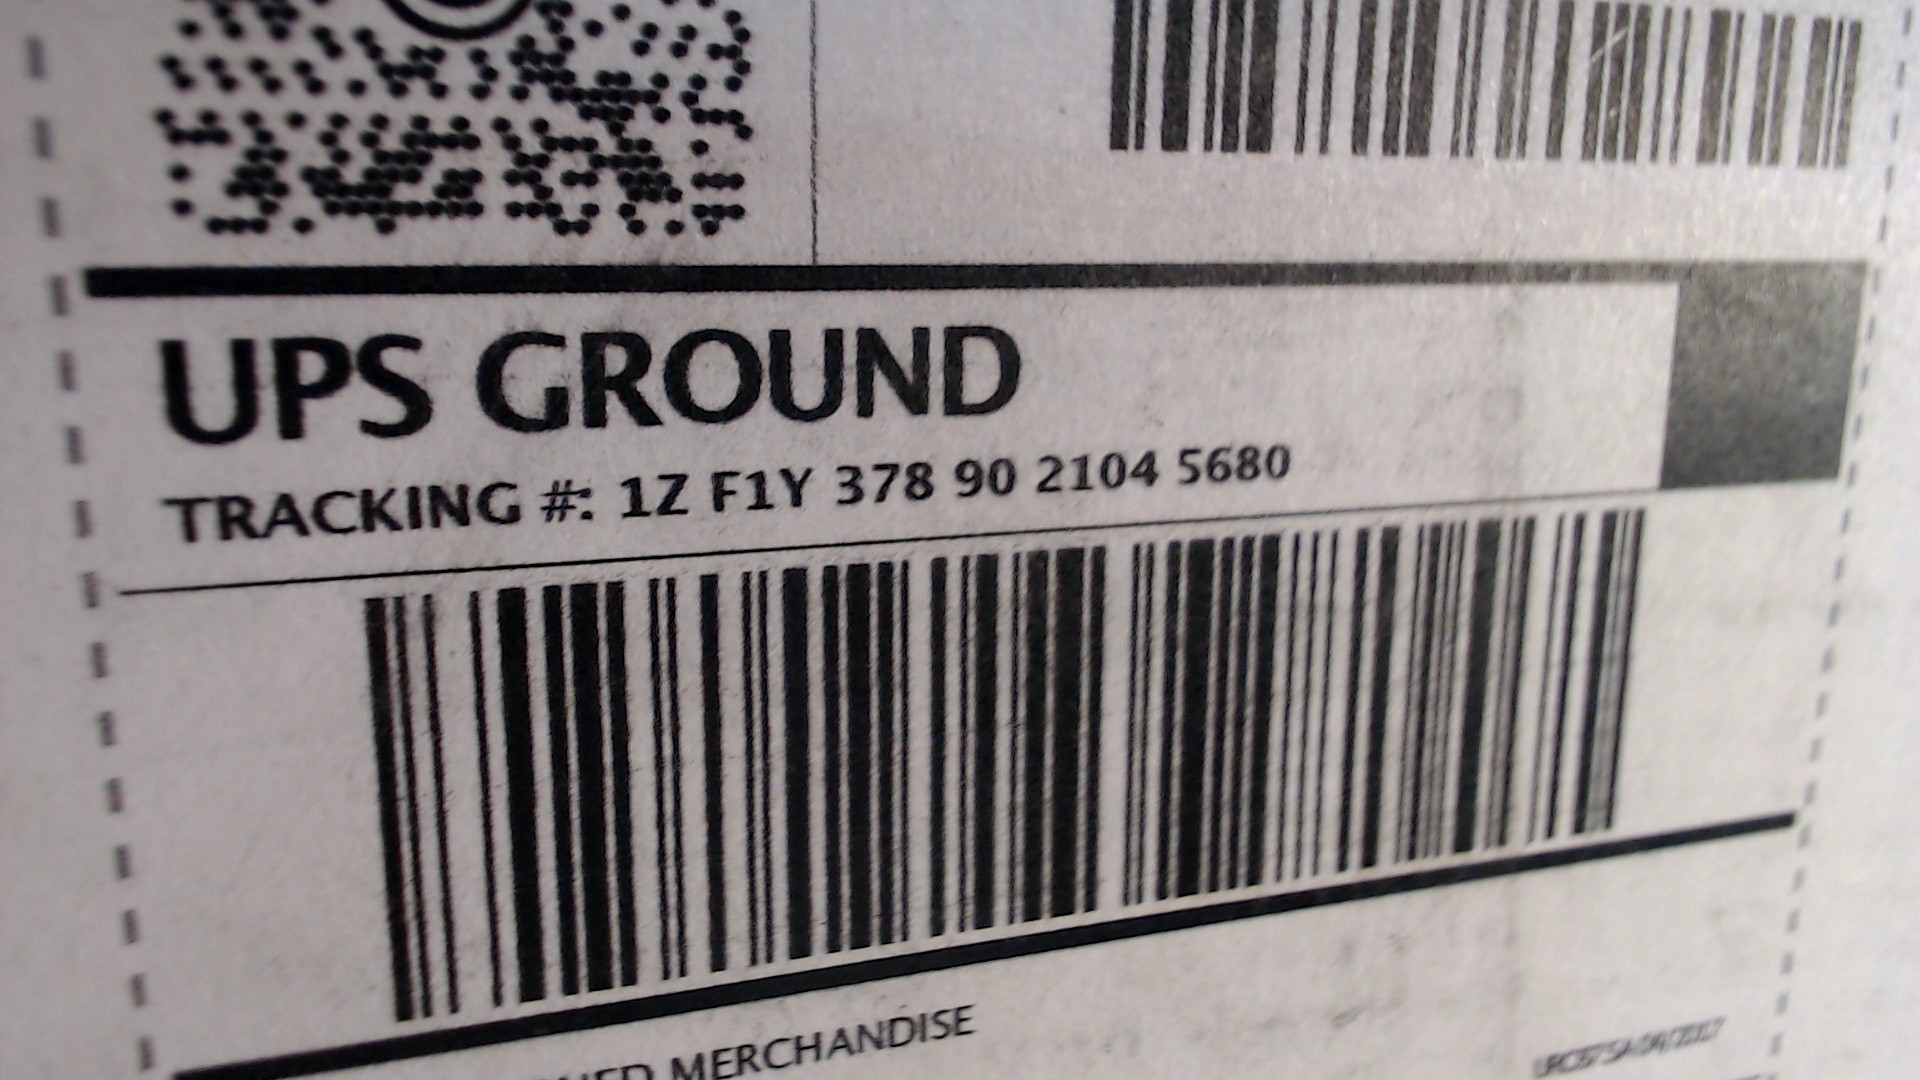 UPS GROUND
TRACKING #: 1Z F1Y 378 90 2104 5680
MERCHANDISE